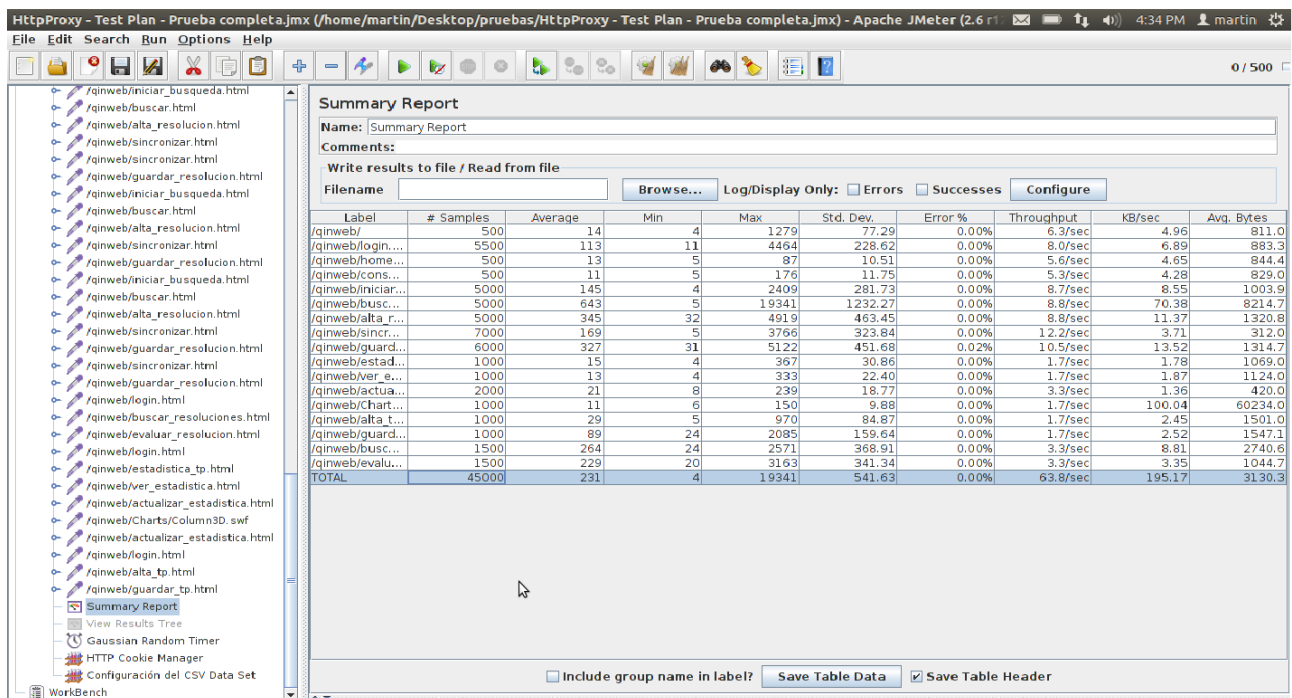 HttpProxy - Test Plan - Prueba completa.jmx (/home/martin/Desktop/pruebas/HttpProxy - Test Plan - Prueba completa.jmx) - Apache JMeter (2.6 4:34 PM martin
File Edit Search Run Options Help
0 / 500
/qinweb/iniciar_busqueda.html
/qinweb/buscar.html
/qinweb/alta_resolucion.html
/qinweb/sincronizar.html
/qinweb/sincronizar.html
/qinweb/guardar_resolucion.html
/qinweb/iniciar_busqueda.html
/qinweb/buscar.html
/qinweb/alta_resolucion.html
/qinweb/sincronizar.html
/qinweb/guardar_resolucion.html
/qinweb/iniciar_busqueda.html
/qinweb/buscar.html
/qinweb/alta_resolucion.html
/qinweb/sincronizar.html
/qinweb/guardar_resolucion.html
/qinweb/sincronizar.html
/qinweb/guardar_resolucion.html
/qinweb/login.html
/qinweb/buscar_resoluciones.html
/qinweb/evaluar_resolucion.html
/qinweb/login.html
/qinweb/estadistica_tp.html
/qinweb/ver_estadistica.html
/qinweb/actualizar_estadistica.html
/qinweb/Charts/Column3D.swf
/qinweb/actualizar_estadistica.html
/qinweb/login.html
/qinweb/alta_tp.html
/qinweb/guardar_tp.html
Summary Report
View Results Tree
Gaussian Random Timer
HTTP Cookie Manager
Configuración del CSV Data Set
WorkBench
Summary Report
Name: Summary Report
Comments:
Write results to file / Read from file
Filename Browse... Log/Display Only: Errors Successes Configure
Label # Samples Average Min Max Std. Dev. Error % Throughput KB/sec Avg. Bytes
/qinweb/ 500 14 4 1279 77.29 0.00% 6.3/sec 4.96 811.0
/qinweb/login.... 5500 113 11 4464 228.62 0.00% 8.0/sec 6.89 883.3
/qinweb/home... 500 13 5 87 10.51 0.00% 5.6/sec 4.65 844.4
/qinweb/cons... 500 11 5 176 11.75 0.00% 5.3/sec 4.28 829.0
/qinweb/iniciar... 5000 145 4 2409 281.73 0.00% 8.7/sec 8.55 1003.9
/qinweb/busc... 5000 643 5 19341 1232.27 0.00% 8.8/sec 70.38 8214.7
/qinweb/alta_r... 5000 345 32 4919 463.45 0.00% 8.8/sec 11.37 1320.8
/qinweb/sincr... 7000 169 5 3766 323.84 0.00% 12.2/sec 3.71 312.0
/qinweb/guard... 6000 327 31 5122 451.68 0.02% 10.5/sec 13.52 1314.7
/qinweb/estad... 1000 15 4 367 30.86 0.00% 1.7/sec 1.78 1069.0
/qinweb/ver_e... 1000 13 4 333 22.40 0.00% 1.7/sec 1.87 1124.0
/qinweb/actua... 2000 21 8 239 18.77 0.00% 3.3/sec 1.36 420.0
/qinweb/Chart... 1000 11 6 150 9.88 0.00% 1.7/sec 100.04 60234.0
/qinweb/alta_t... 1000 29 5 970 84.87 0.00% 1.7/sec 2.45 1501.0
/qinweb/guard... 1000 89 24 2085 159.64 0.00% 1.7/sec 2.52 1547.1
/qinweb/busc... 1500 264 24 2571 368.91 0.00% 3.3/sec 8.81 2740.6
/qinweb/evalu... 1500 229 20 3163 341.34 0.00% 3.3/sec 3.35 1044.7
TOTAL 45000 231 4 19341 541.63 0.00% 63.8/sec 195.17 3130.3
Include group name in label? Save Table Data Save Table Header